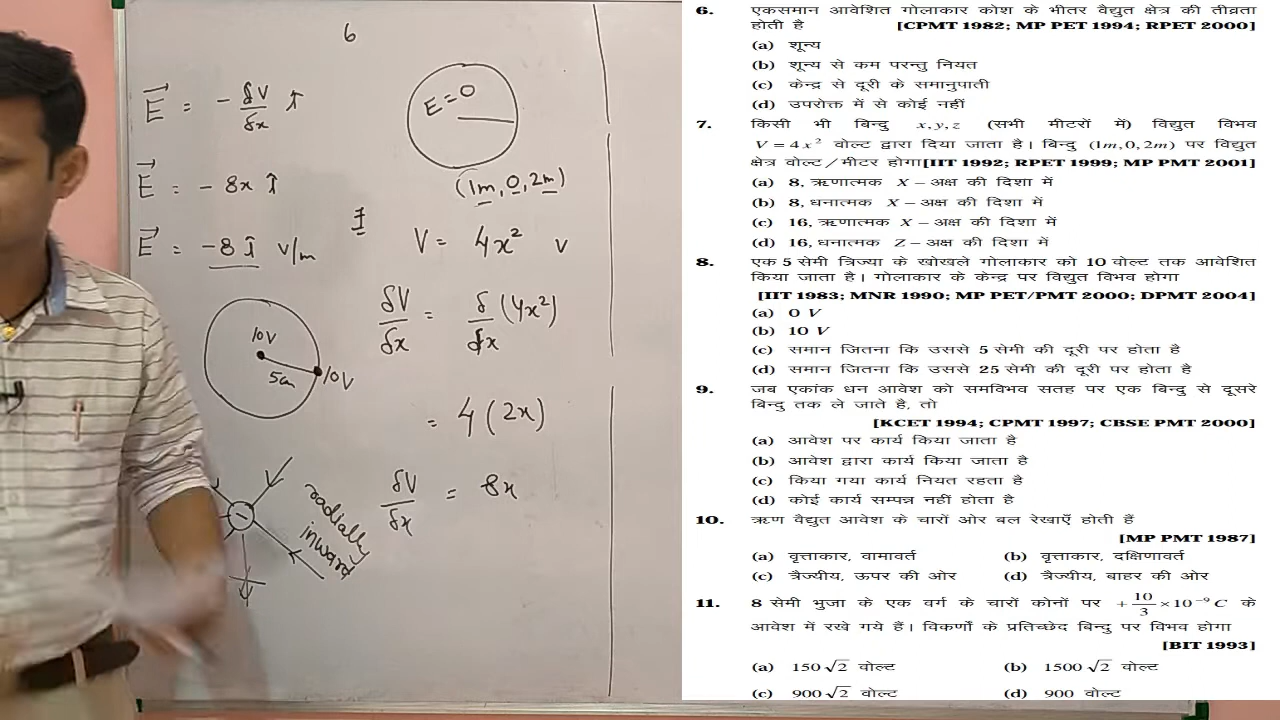 6
E⃗ = - δV/δx î
E = 0
E⃗ = - 8x î
(1m, 0, 2m)
E⃗ = -8 î v/m
V = 4x² v
δV/δx = δ/δx (4x²)
10V
5cm
10V
= 4 (2x)
δV/δx = 8x
radially
inward
6. एकसमान आवेशित गोलाकार कोश के भीतर वैद्युत क्षेत्र की तीव्रता
होती है [CPMT 1982; MP PET 1994; RPET 2000]
(a) शून्य
(b) शून्य से कम परन्तु नियत
(c) केन्द्र से दूरी के समानुपाती
(d) उपरोक्त में से कोई नहीं
7. किसी भी बिन्दु x, y, z (सभी मीटरों में) विद्युत विभव
V = 4x² वोल्ट द्वारा दिया जाता है। बिन्दु (1m, 0, 2m) पर विद्युत
क्षेत्र वोल्ट/मीटर होगा[IIT 1992; RPET 1999; MP PMT 2001]
(a) 8, ऋणात्मक X – अक्ष की दिशा में
(b) 8, धनात्मक X – अक्ष की दिशा में
(c) 16, ऋणात्मक X – अक्ष की दिशा में
(d) 16, धनात्मक Z – अक्ष की दिशा में
8. एक 5 सेमी त्रिज्या के खोखले गोलाकार को 10 वोल्ट तक आवेशित
किया जाता है। गोलाकार के केन्द्र पर विद्युत विभव होगा
[IIT 1983; MNR 1990; MP PET/PMT 2000; DPMT 2004]
(a) 0 V
(b) 10 V
(c) समान जितना कि उससे 5 सेमी की दूरी पर होता है
(d) समान जितना कि उससे 25 सेमी की दूरी पर होता है
9. जब एकांक धन आवेश को समविभव सतह पर एक बिन्दु से दूसरे
बिन्दु तक ले जाते है, तो
[KCET 1994; CPMT 1997; CBSE PMT 2000]
(a) आवेश पर कार्य किया जाता है
(b) आवेश द्वारा कार्य किया जाता है
(c) किया गया कार्य नियत रहता है
(d) कोई कार्य सम्पन्न नहीं होता है
10. ऋण वैद्युत आवेश के चारों ओर बल रेखाएँ होती हैं
[MP PMT 1987]
(a) वृत्ताकार, वामावर्त (b) वृत्ताकार, दक्षिणावर्त
(c) त्रैज्यीय, ऊपर की ओर (d) त्रैज्यीय, बाहर की ओर
11. 8 सेमी भुजा के एक वर्ग के चारों कोनों पर +10/3×10⁻⁹ C के
आवेश में रखे गये हैं। विकर्णों के प्रतिच्छेद बिन्दु पर विभव होगा
[BIT 1993]
(a) 150√2 वोल्ट (b) 1500√2 वोल्ट
(c) 900√2 वोल्ट (d) 900 वोल्ट